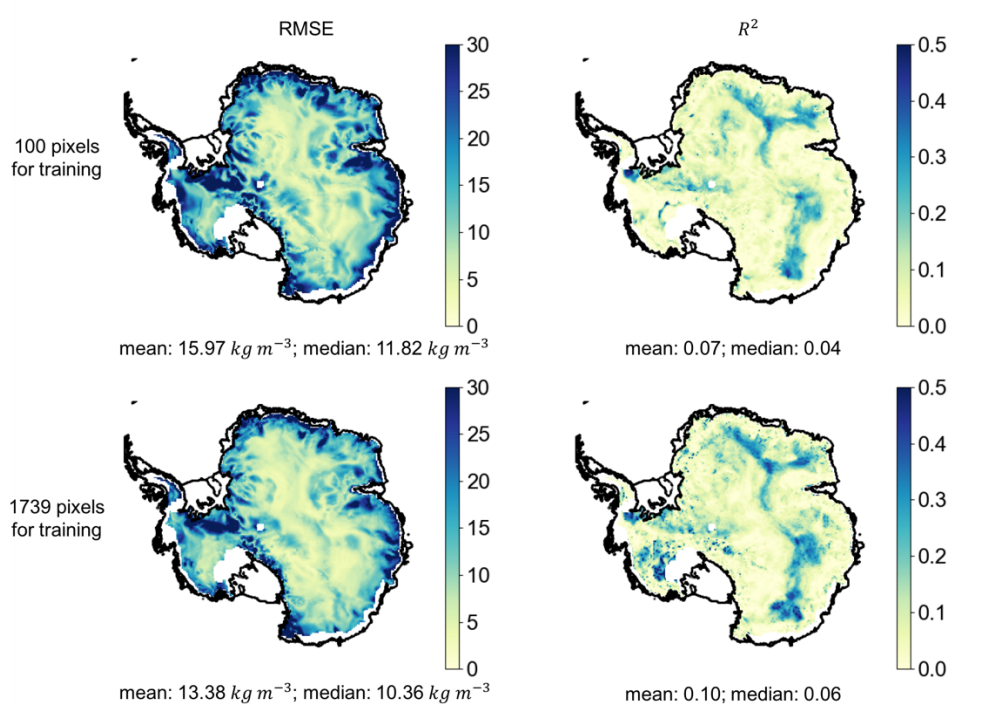 RMSE
R²
100 pixels
for training
30
25
20
15
10
5
0
0.5
0.4
0.3
0.2
0.1
0.0
mean: 15.97 kg m⁻³; median: 11.82 kg m⁻³
mean: 0.07; median: 0.04
1739 pixels
for training
30
25
20
15
10
5
0
0.5
0.4
0.3
0.2
0.1
0.0
mean: 13.38 kg m⁻³; median: 10.36 kg m⁻³
mean: 0.10; median: 0.06